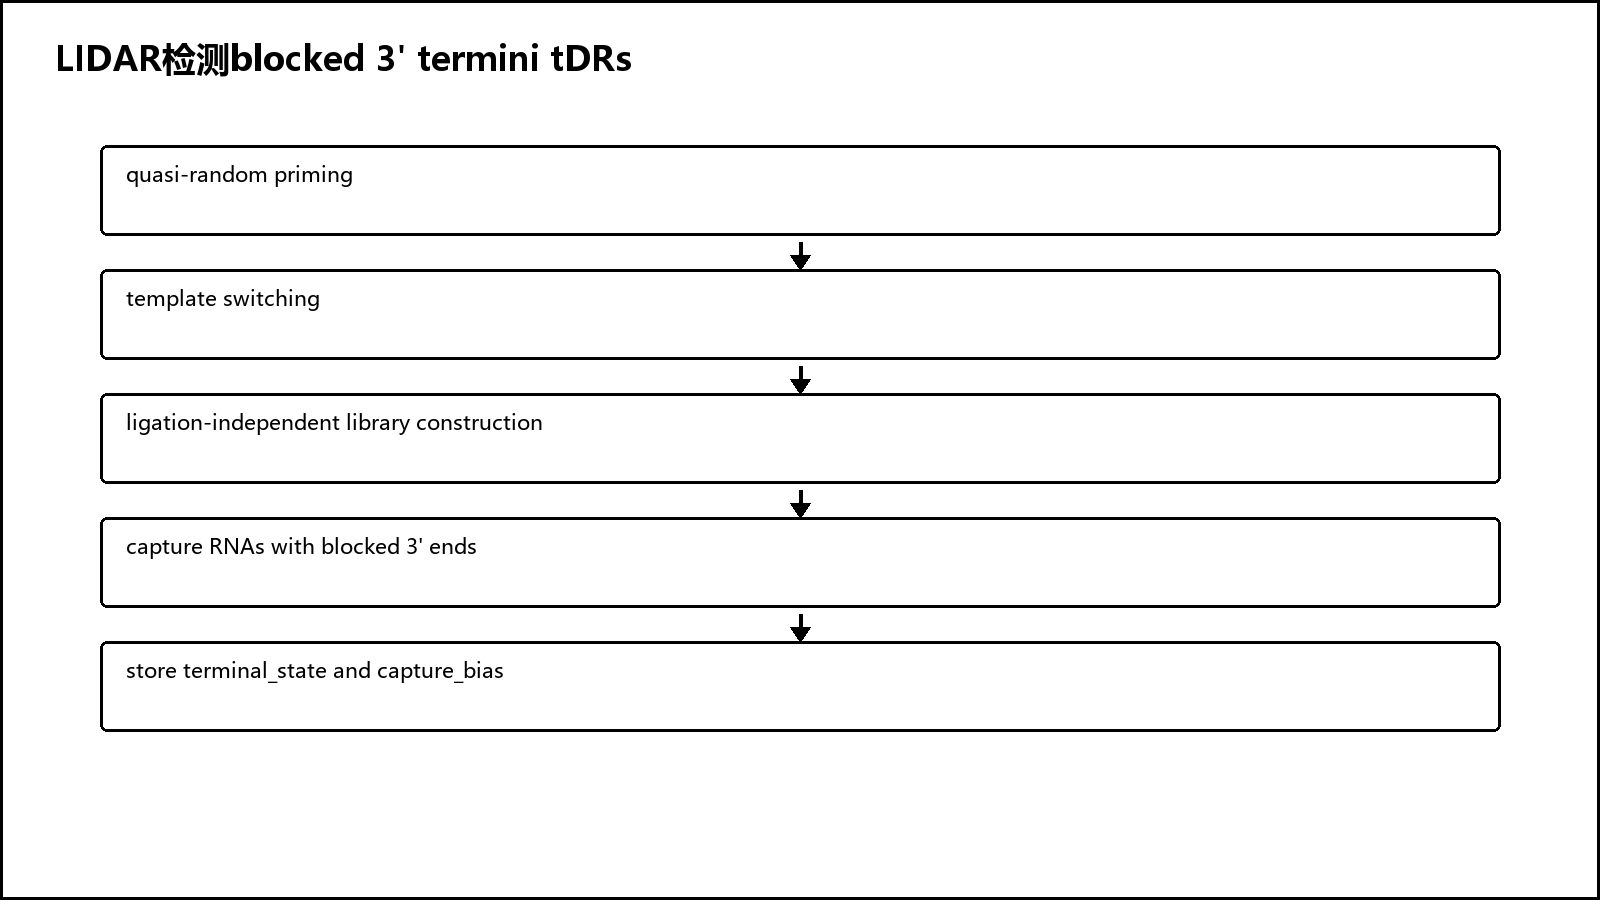 LIDAR检测blocked 3' termini tDRs
quasi-random priming
template switching
ligation-independent library construction
capture RNAs with blocked 3' ends
store terminal_state and capture_bias